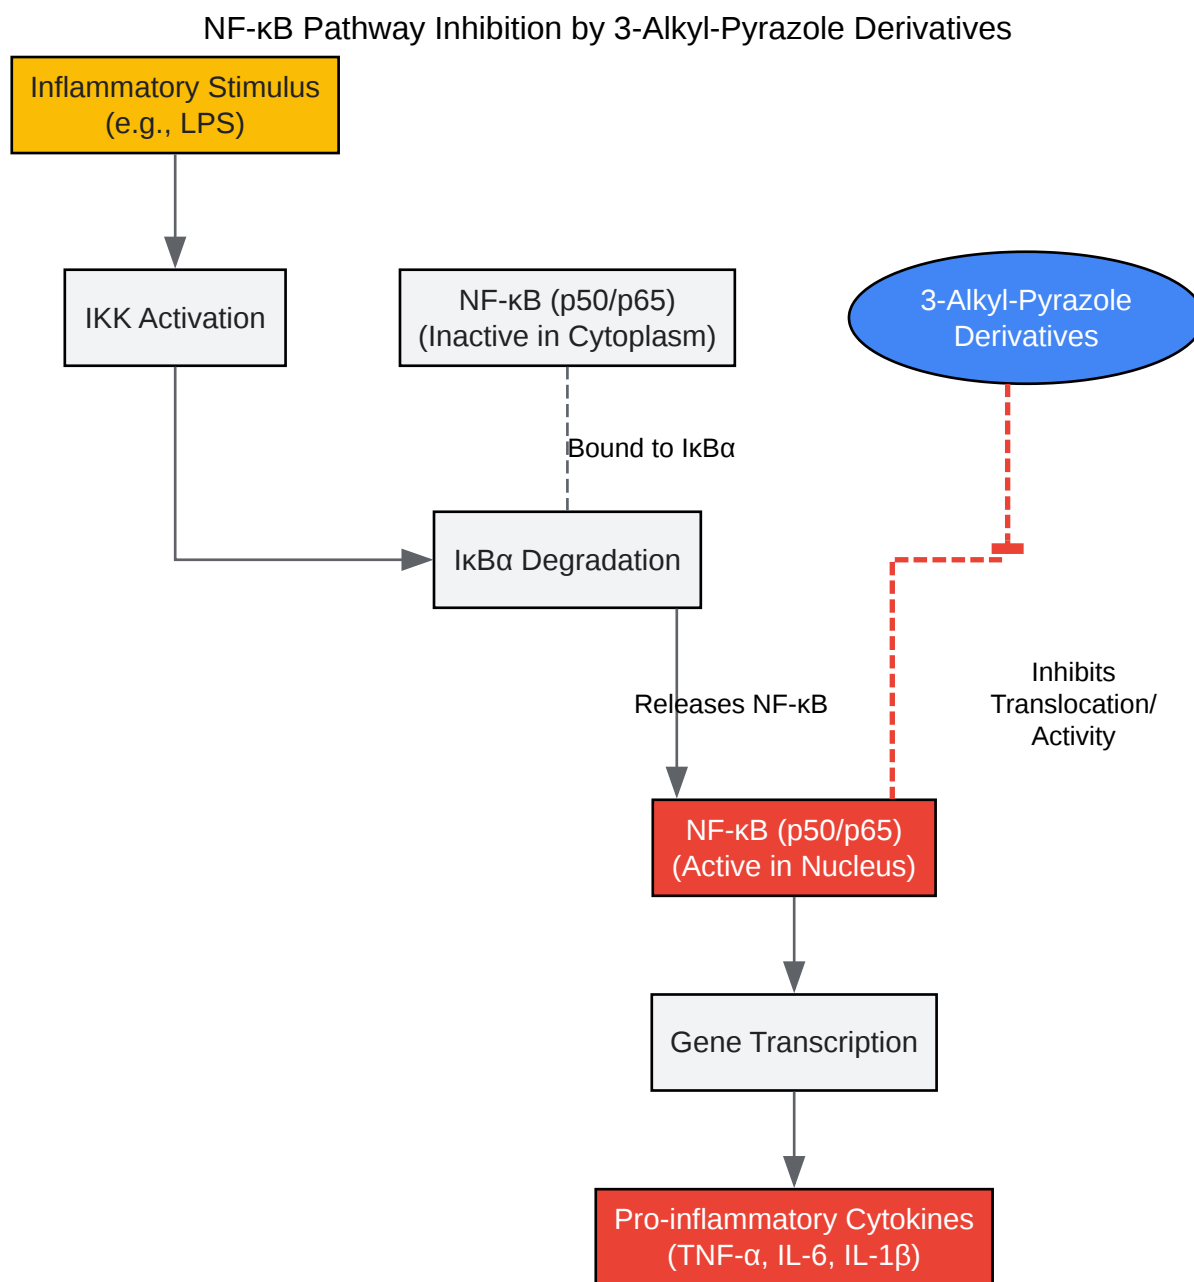 NF-κB Pathway Inhibition by 3-Alkyl-Pyrazole Derivatives
Inflammatory Stimulus
(e.g., LPS)
IKK Activation
NF-κB (p50/p65)
(Inactive in Cytoplasm)
3-Alkyl-Pyrazole
Derivatives
Bound to IκBα
IκBα Degradation
Releases NF-κB
Inhibits
Translocation/
Activity
NF-κB (p50/p65)
(Active in Nucleus)
Gene Transcription
Pro-inflammatory Cytokines
(TNF-α, IL-6, IL-1β)